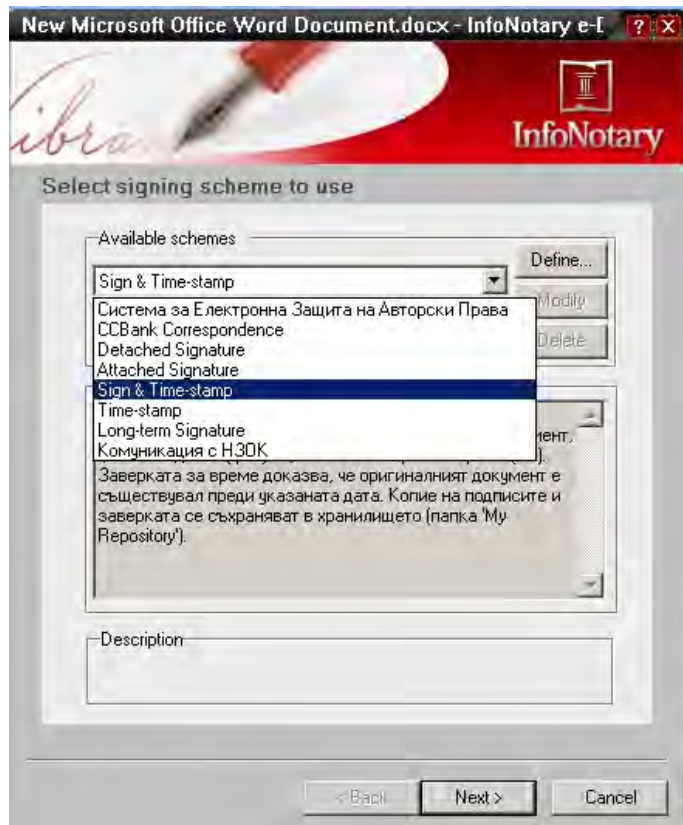 New Microsoft Office Word Document.docx - InfoNotary e-D
InfoNotary
Select signing scheme to use
Available schemes
Define...
Sign & Time-stamp
Modify
Система за Електронна Защита на Авторски Права
CCBank Correspondence
Delete
Detached Signature
Attached Signature
Sign & Time-stamp
Time-stamp
Long-term Signature
Комуникация с НЗОК
Заверката за време доказва, че оригиналният документ е
съществувал преди указаната дата. Копие на подписите и
заверката се съхраняват в хранилището (папка 'My
Repository').
Description
< Back
Next >
Cancel